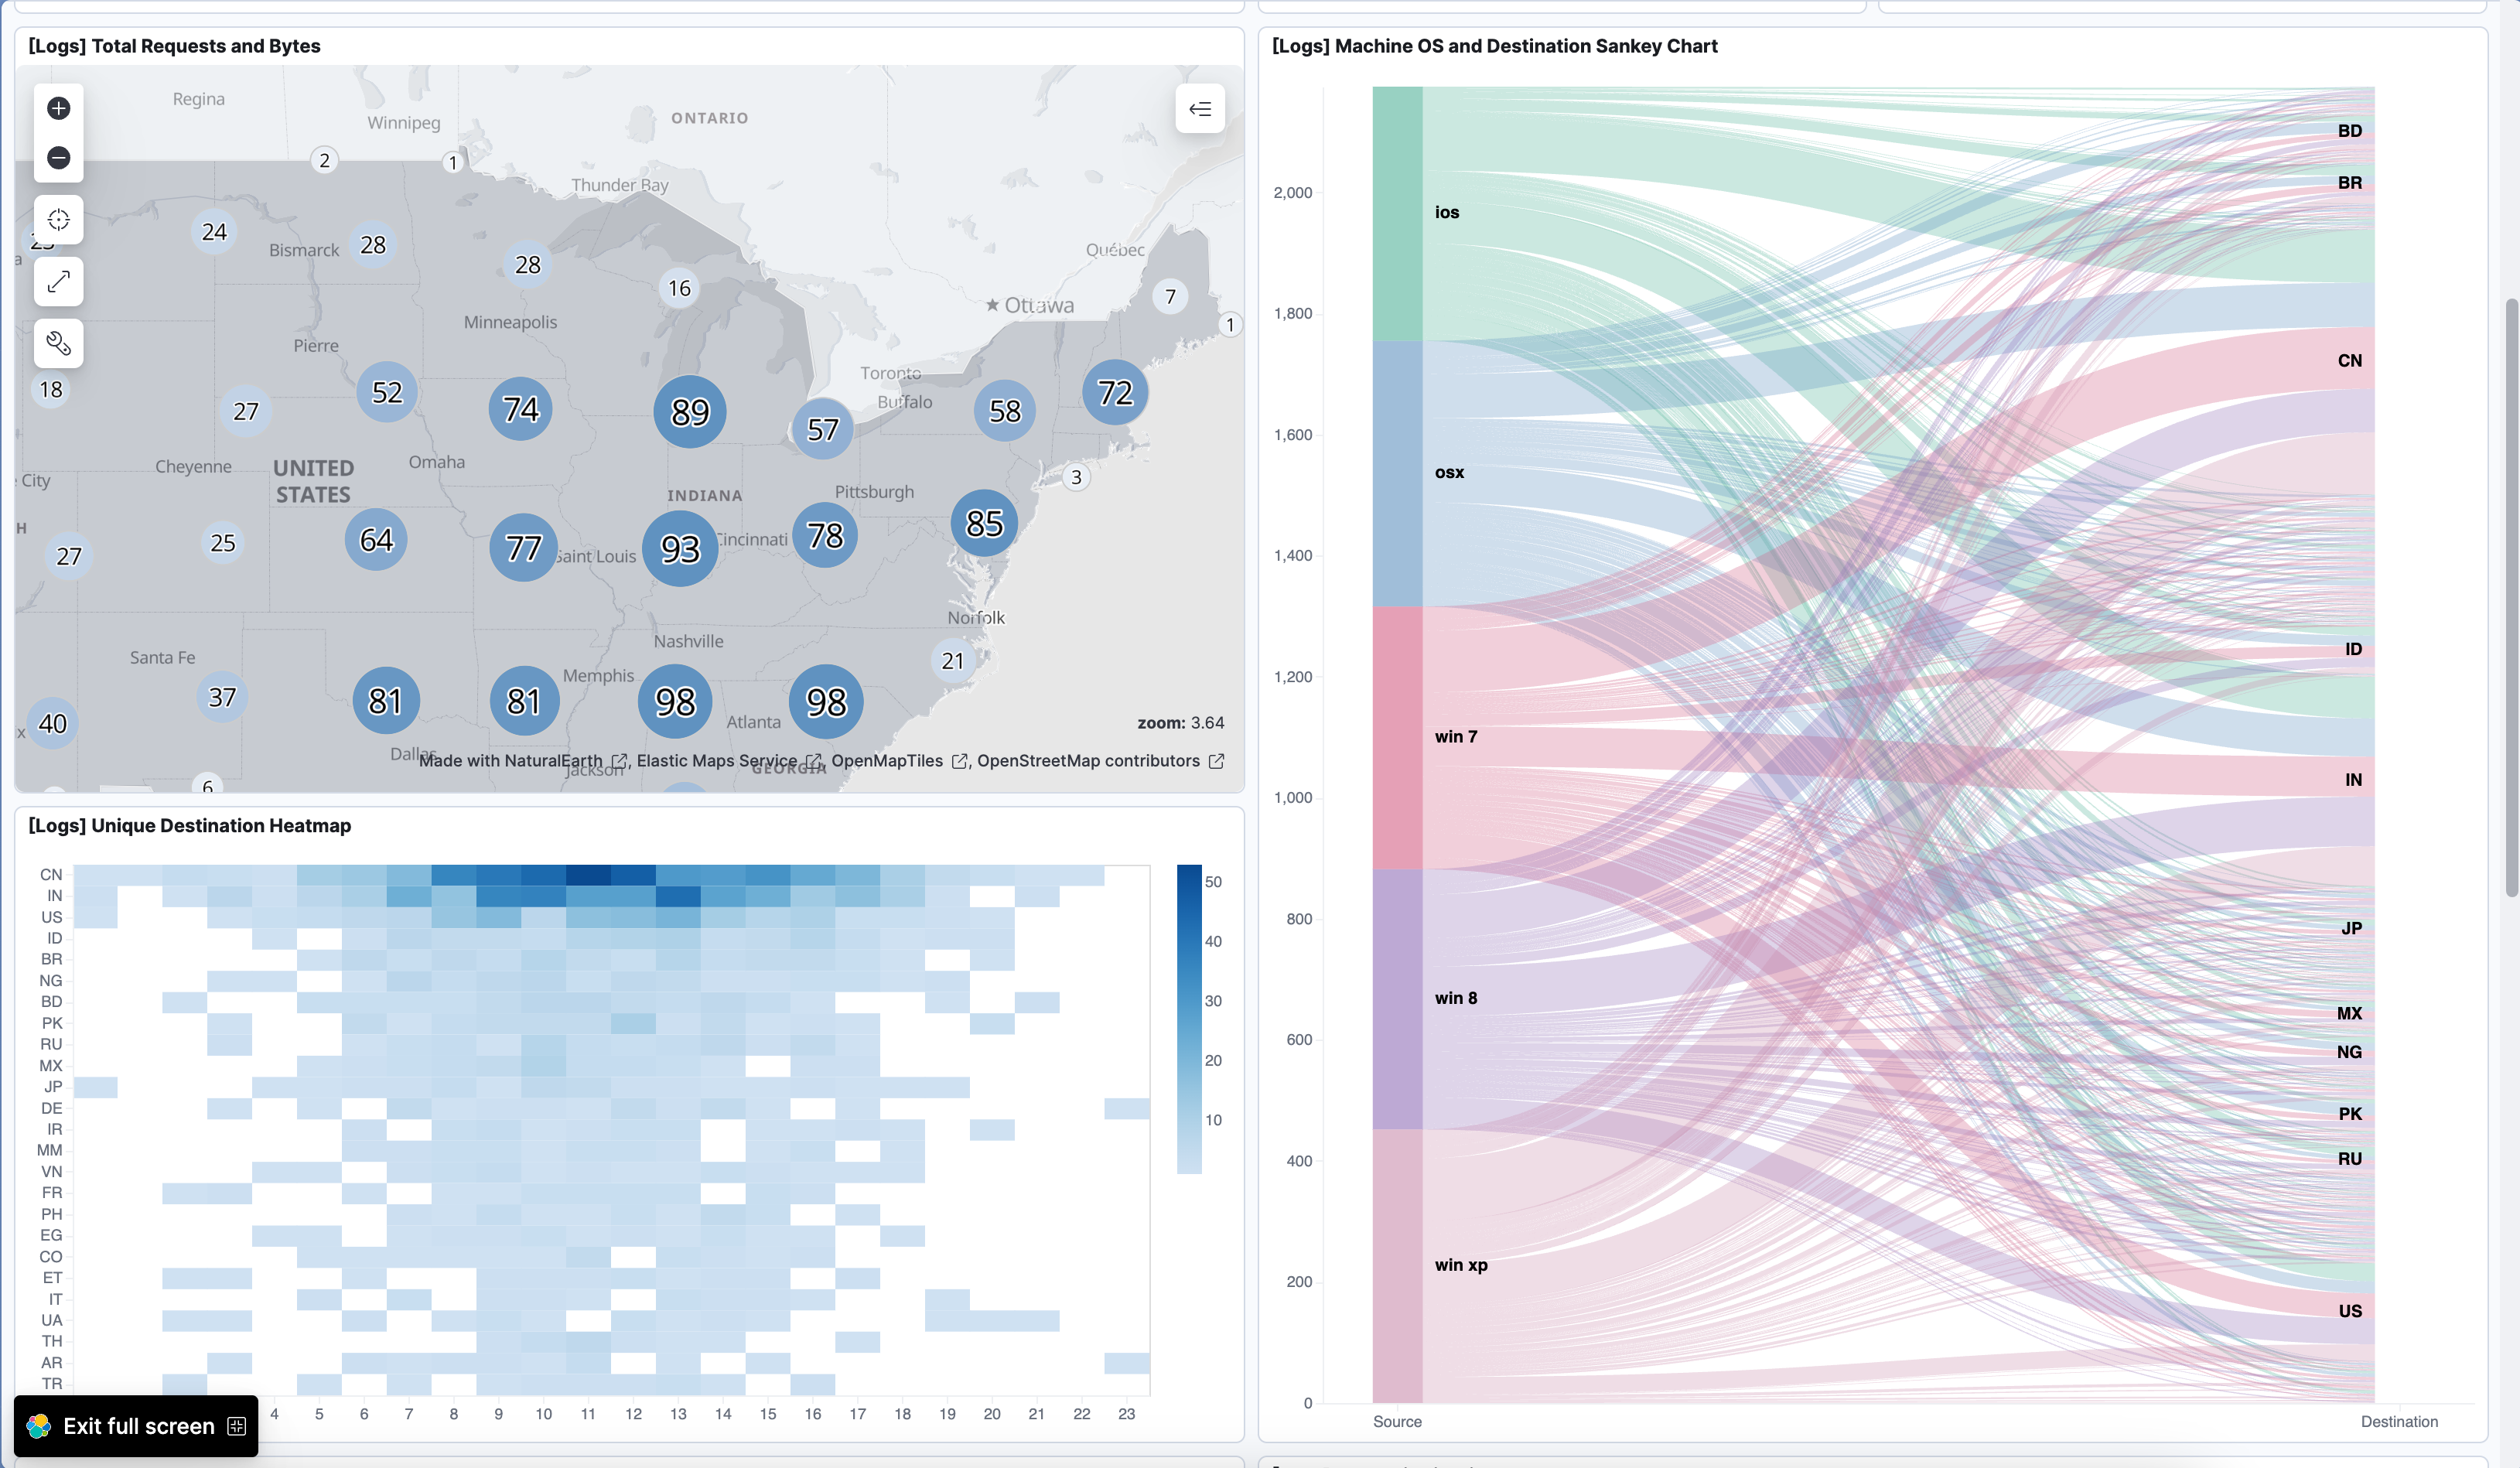 [Logs] Total Requests and Bytes
Regina
Winnipeg
ONTARIO
2
1
Thunder Bay
24
Bismarck
28
28
16
Québec
7
Ottawa
1
Minneapolis
Pierre
18
27
52
74
89
57
Toronto
Buffalo
58
72
Cheyenne
UNITED
STATES
Omaha
City
INDIANA
Pittsburgh
3
H
27
25
64
77
Saint Louis
93
Cincinnati
78
85
Norfolk
Santa Fe
Nashville
21
Memphis
x
40
37
81
81
98
Atlanta
98
zoom: 3.64
Dallas
Made with NaturalEarth , Elastic Maps Service , OpenMapTiles , OpenStreetMap contributors
Jackson
GEORGIA
6
[Logs] Unique Destination Heatmap
CN
IN
US
ID
BR
NG
BD
PK
RU
MX
JP
DE
IR
MM
VN
FR
PH
EG
CO
ET
IT
UA
TH
AR
TR
4 5 6 7 8 9 10 11 12 13 14 15 16 17 18 19 20 21 22 23
50
40
30
20
10
Exit full screen
[Logs] Machine OS and Destination Sankey Chart
2,000
1,800
1,600
1,400
1,200
1,000
800
600
400
200
0
ios
osx
win 7
win 8
win xp
BD
BR
CN
ID
IN
JP
MX
NG
PK
RU
US
Source
Destination